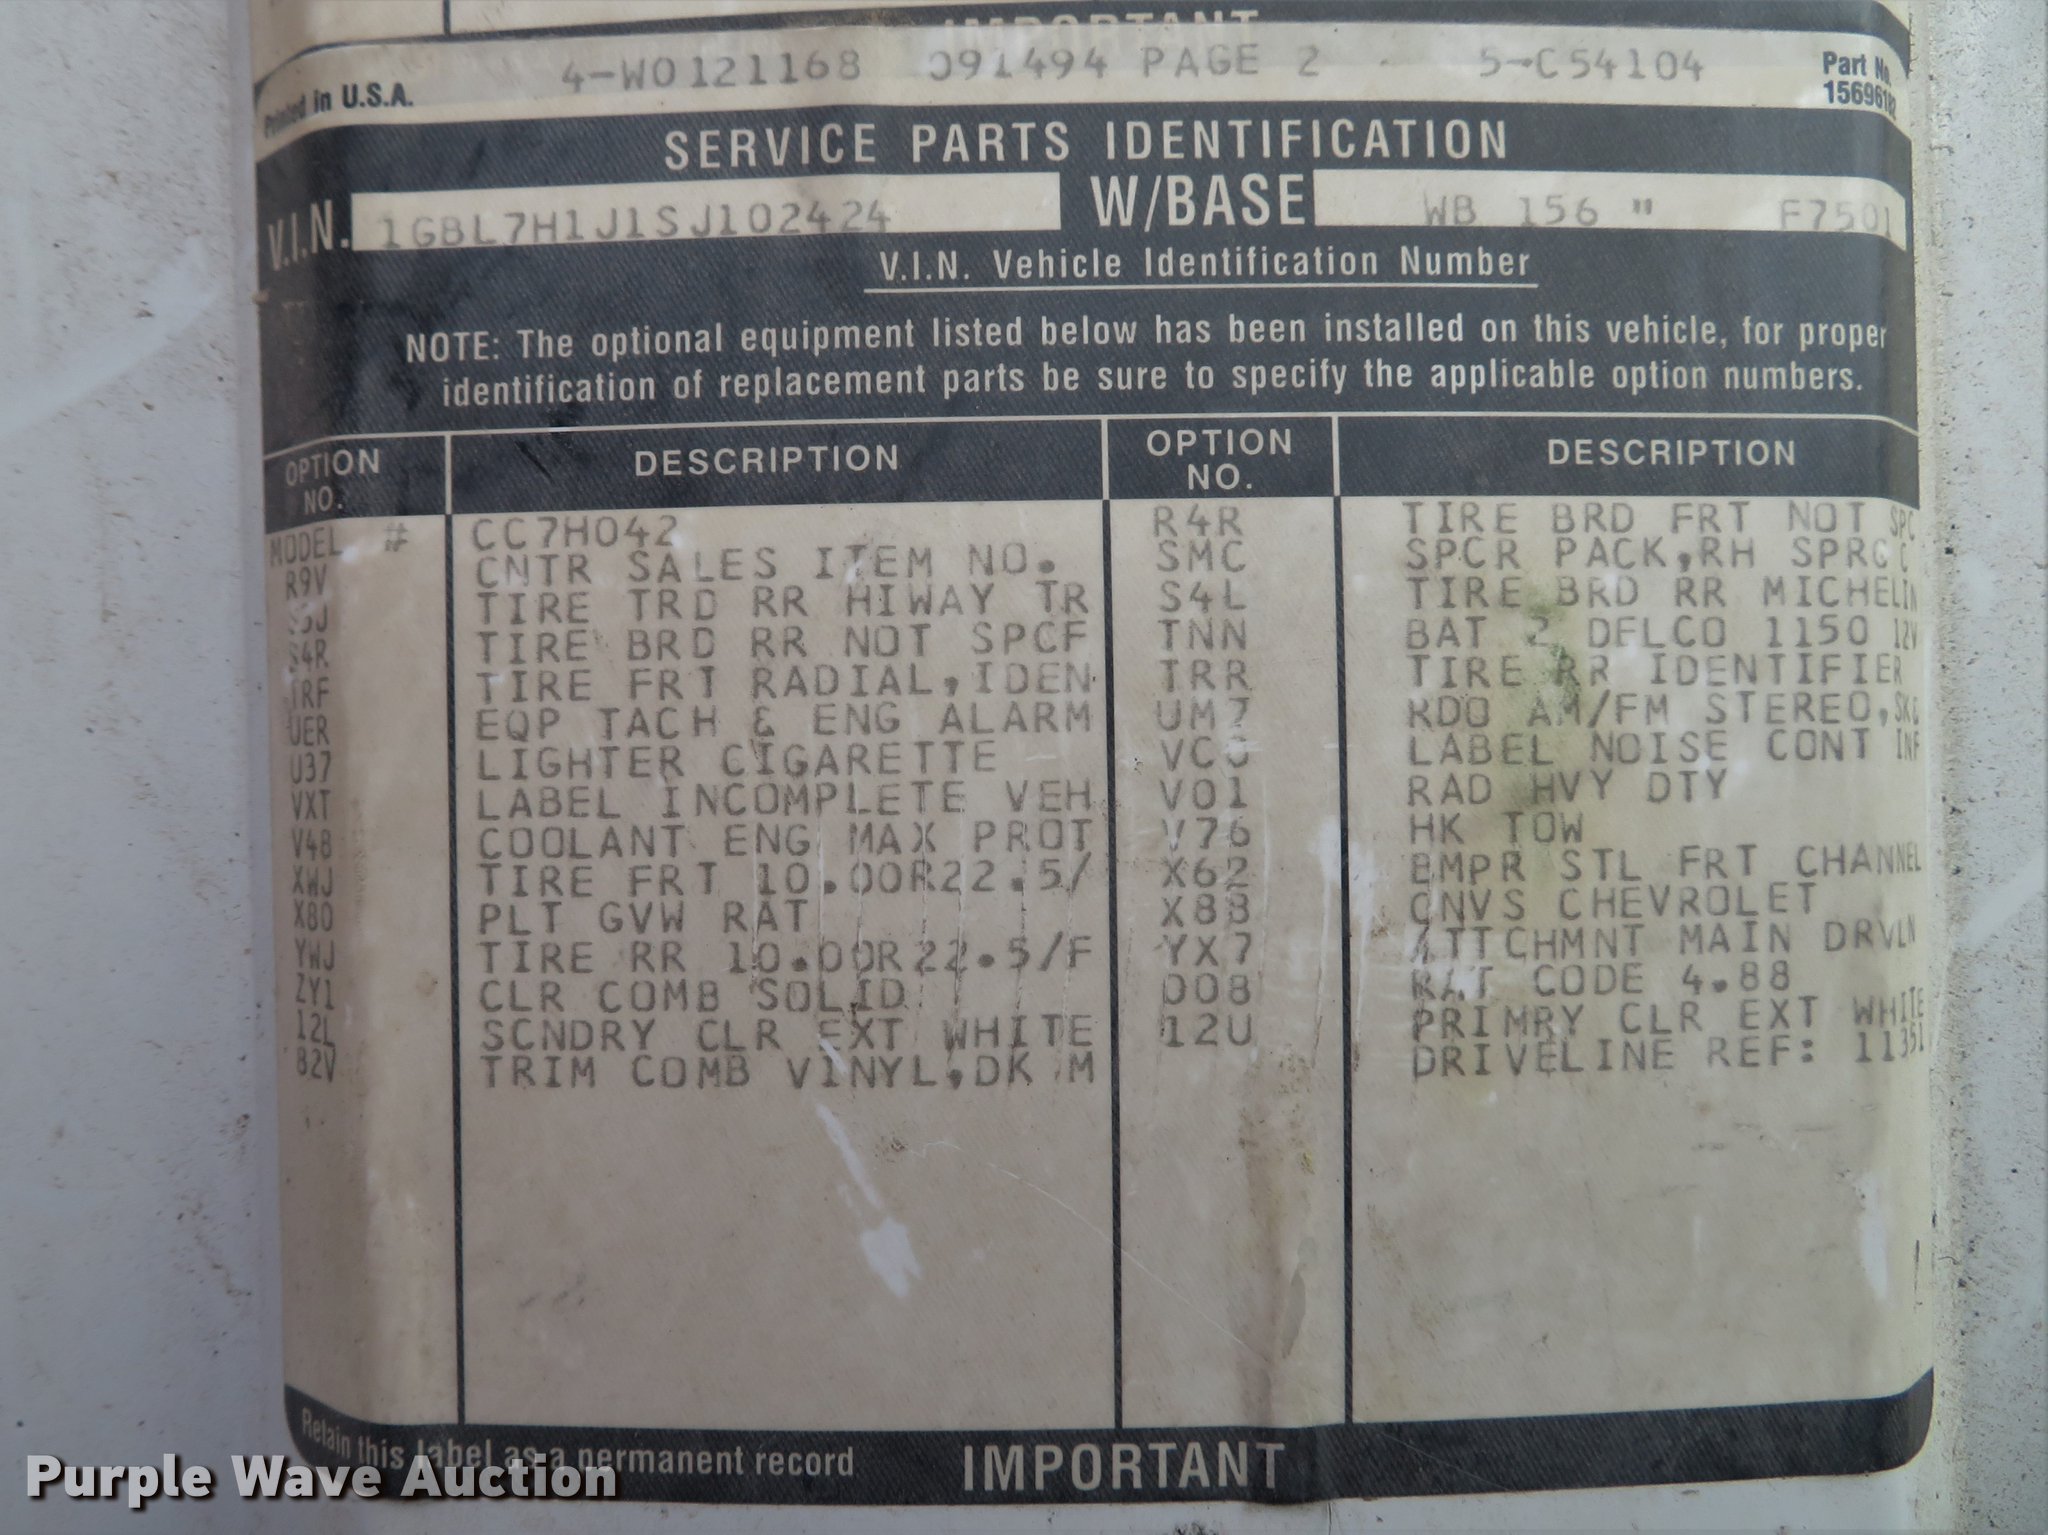 IMPORTANT
Printed in U.S.A. 4-W0121168 091494 PAGE 2 5-C54104 Part No. 15696182
SERVICE PARTS IDENTIFICATION
V.I.N. 1GBL7H1J1SJ102424 W/BASE WB 156 " F7501
V.I.N. Vehicle Identification Number
NOTE: The optional equipment listed below has been installed on this vehicle, for proper
identification of replacement parts be sure to specify the applicable option numbers.
OPTION NO. DESCRIPTION OPTION NO. DESCRIPTION
MODEL # CC7H042 R4R TIRE BRD FRT NOT SPC
R9V CNTR SALES ITEM NO. SMC SPCR PACK,RH SPRG C
TIRE TRD RR HIWAY TR S4L TIRE BRD RR MICHELIN
S4R TIRE BRD RR NOT SPCF TNN BAT 2 DELCO 1150 12V
TRF TIRE FRT RADIAL,IDEN TRR TIRE RR IDENTIFIER
UER EQP TACH & ENG ALARM UM7 RDO AM/FM STEREO,SKE
U37 LIGHTER CIGARETTE LABEL NOISE CONT INF
VXT LABEL INCOMPLETE VEH V01 RAD HVY DTY
V48 COOLANT ENG MAX PROT V76 HK TOW
XWJ TIRE FRT 10.00R22.5/ X62 BMPR STL FRT CHANNEL
X80 PLT GVW RAT X88 CNVS CHEVROLET
YWJ TIRE RR 10.00R22.5/F YX7 ATTCHMNT MAIN DRVLN
ZY1 CLR COMB SOLID 008 RAT CODE 4.88
12L SCNDRY CLR EXT WHITE 12U PRIMRY CLR EXT WHITE
82V TRIM COMB VINYL,DK M DRIVELINE REF: 11351
Retain this label as a permanent record IMPORTANT
Purple Wave Auction